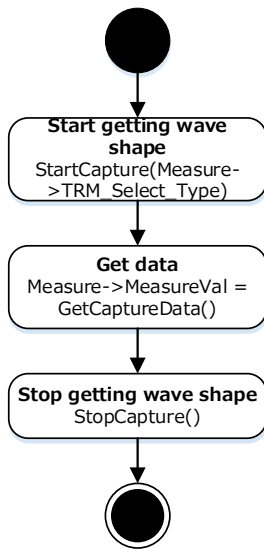 Start getting wave
shape
StartCapture(Measure-
>TRM_Select_Type)
Get data
Measure->MeasureVal =
GetCaptureData()
Stop getting wave shape
StopCapture()